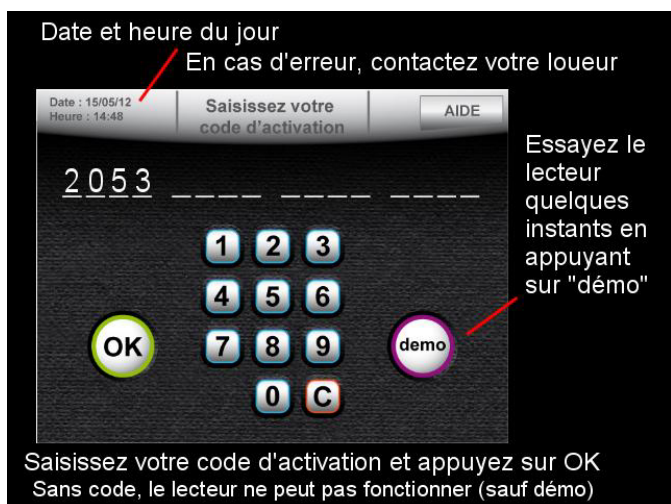 Date et heure du jour
En cas d'erreur, contactez votre loueur
Date : 15/05/12
Heure : 14:48
Saisissez votre
code d'activation
AIDE
Essayez le
lecteur
quelques
instants en
appuyant
sur "démo"
2053 ____ ____ ____
1 2 3
4 5 6
OK
7 8 9
demo
0 C
Saisissez votre code d'activation et appuyez sur OK
Sans code, le lecteur ne peut pas fonctionner (sauf démo)